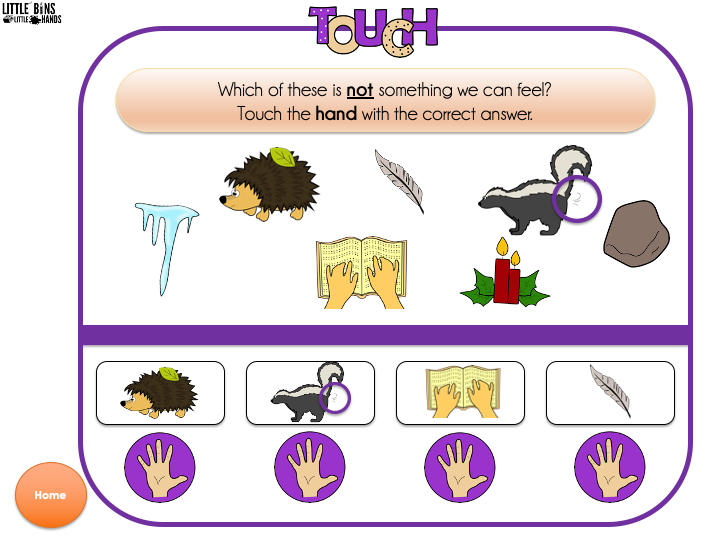 LITTLE BiNS
LITTLE HANDS
TOUCH
Which of these is not something we can feel?
Touch the hand with the correct answer.
Home